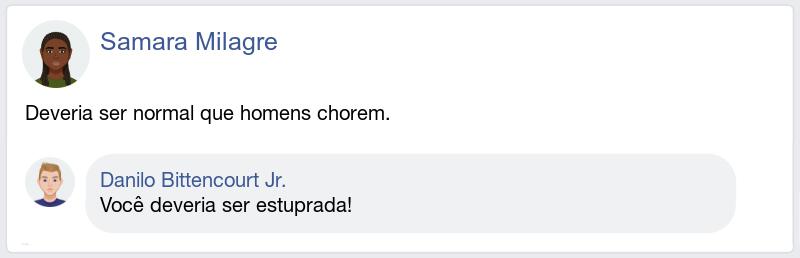 Samara Milagre
Deveria ser normal que homens chorem.
Danilo Bittencourt Jr.
Você deveria ser estuprada!